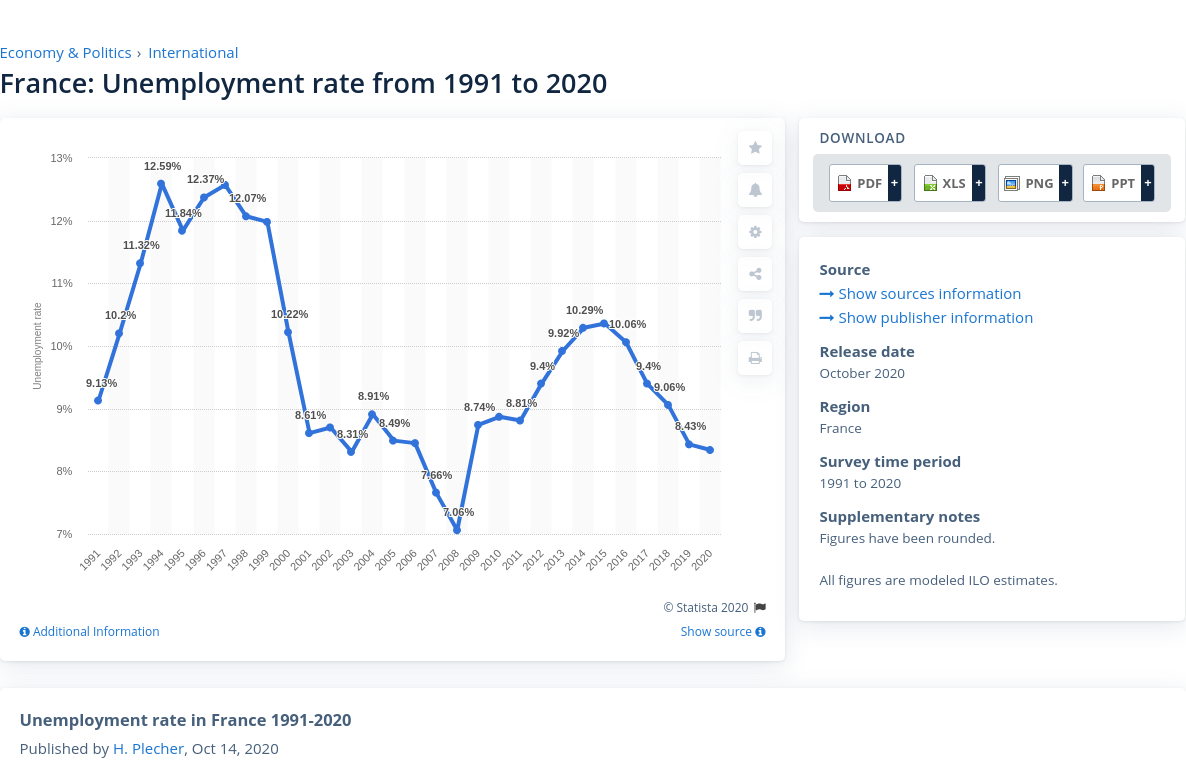 Economy & Politics › International
France: Unemployment rate from 1991 to 2020
13%
12%
11%
10%
9%
8%
7%
Unemployment rate
9.13%
10.2%
11.32%
12.59%
11.84%
12.37%
12.07%
10.22%
8.61%
8.31%
8.91%
8.49%
7.66%
7.06%
8.74%
8.81%
9.4%
9.92%
10.29%
10.06%
9.4%
9.06%
8.43%
1991
1992
1993
1994
1995
1996
1997
1998
1999
2000
2001
2002
2003
2004
2005
2006
2007
2008
2009
2010
2011
2012
2013
2014
2015
2016
2017
2018
2019
2020
© Statista 2020
Additional Information
Show source
DOWNLOAD
PDF +
XLS +
PNG +
PPT +
Source
Show sources information
Show publisher information
Release date
October 2020
Region
France
Survey time period
1991 to 2020
Supplementary notes
Figures have been rounded.
All figures are modeled ILO estimates.
Unemployment rate in France 1991-2020
Published by H. Plecher, Oct 14, 2020